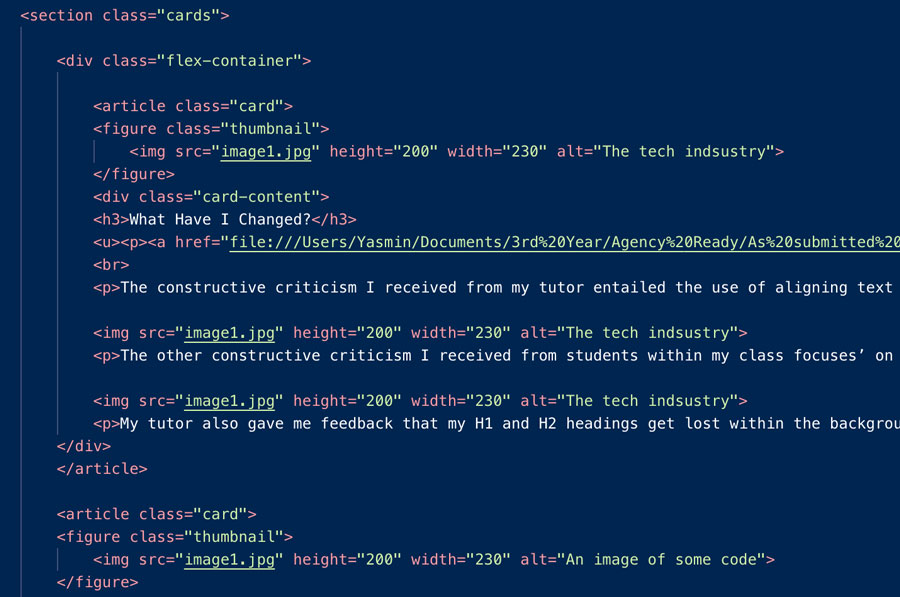 <section class="cards">
<div class="flex-container">
<article class="card">
<figure class="thumbnail">
<img src="image1.jpg" height="200" width="230" alt="The tech indsustry">
</figure>
<div class="card-content">
<h3>What Have I Changed?</h3>
<u><p><a href="file:///Users/Yasmin/Documents/3rd%20Year/Agency%20Ready/As%20submitted%20
<br>
<p>The constructive criticism I received from my tutor entailed the use of aligning text
<img src="image1.jpg" height="200" width="230" alt="The tech indsustry">
<p>The other constructive criticism I received from students within my class focuses’ on
<img src="image1.jpg" height="200" width="230" alt="The tech indsustry">
<p>My tutor also gave me feedback that my H1 and H2 headings get lost within the backgrou
</div>
</article>
<article class="card">
<figure class="thumbnail">
<img src="image1.jpg" height="200" width="230" alt="An image of some code">
</figure>